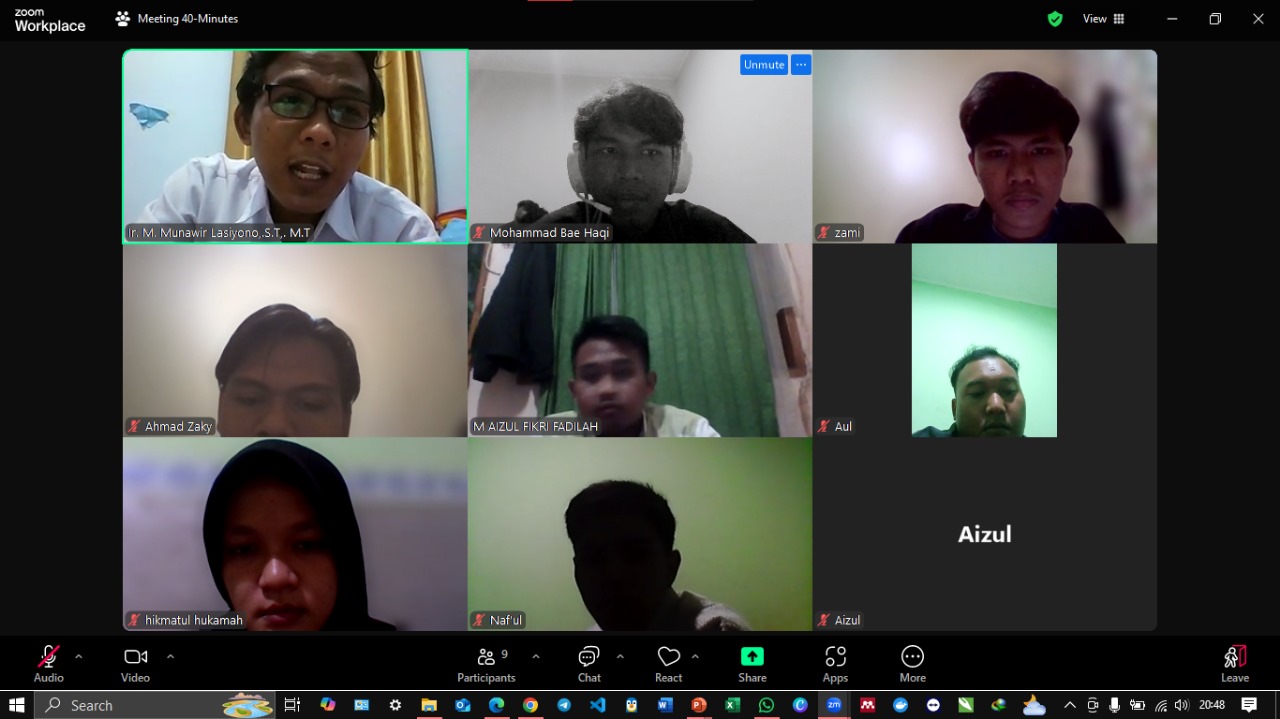 zoom
Workplace
Meeting 40-Minutes
View
Unmute
Ir. M. Munawir Lasiyono,.S.T,. M.T
Mohammad Bae Haqi
zami
Ahmad Zaky
M AIZUL FIKRI FADILAH
Aul
Aizul
hikmatul hukamah
Naf'ul
Aizul
9
Audio
Video
Participants
Chat
React
Share
Apps
More
Leave
Search
zm
20:48